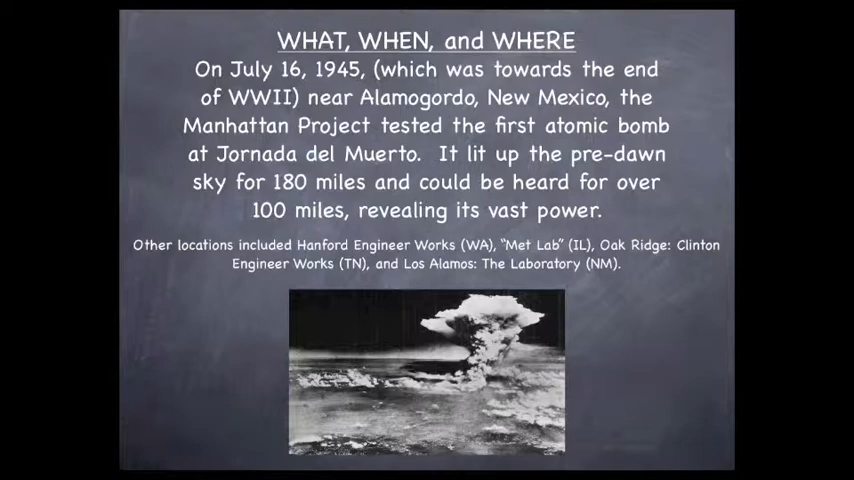 WHAT, WHEN, and WHERE
On July 16, 1945, (which was towards the end
of WWII) near Alamogordo, New Mexico, the
Manhattan Project tested the first atomic bomb
at Jornada del Muerto. It lit up the pre-dawn
sky for 180 miles and could be heard for over
100 miles, revealing its vast power.
Other locations included Hanford Engineer Works (WA), "Met Lab" (IL), Oak Ridge: Clinton
Engineer Works (TN), and Los Alamos: The Laboratory (NM).